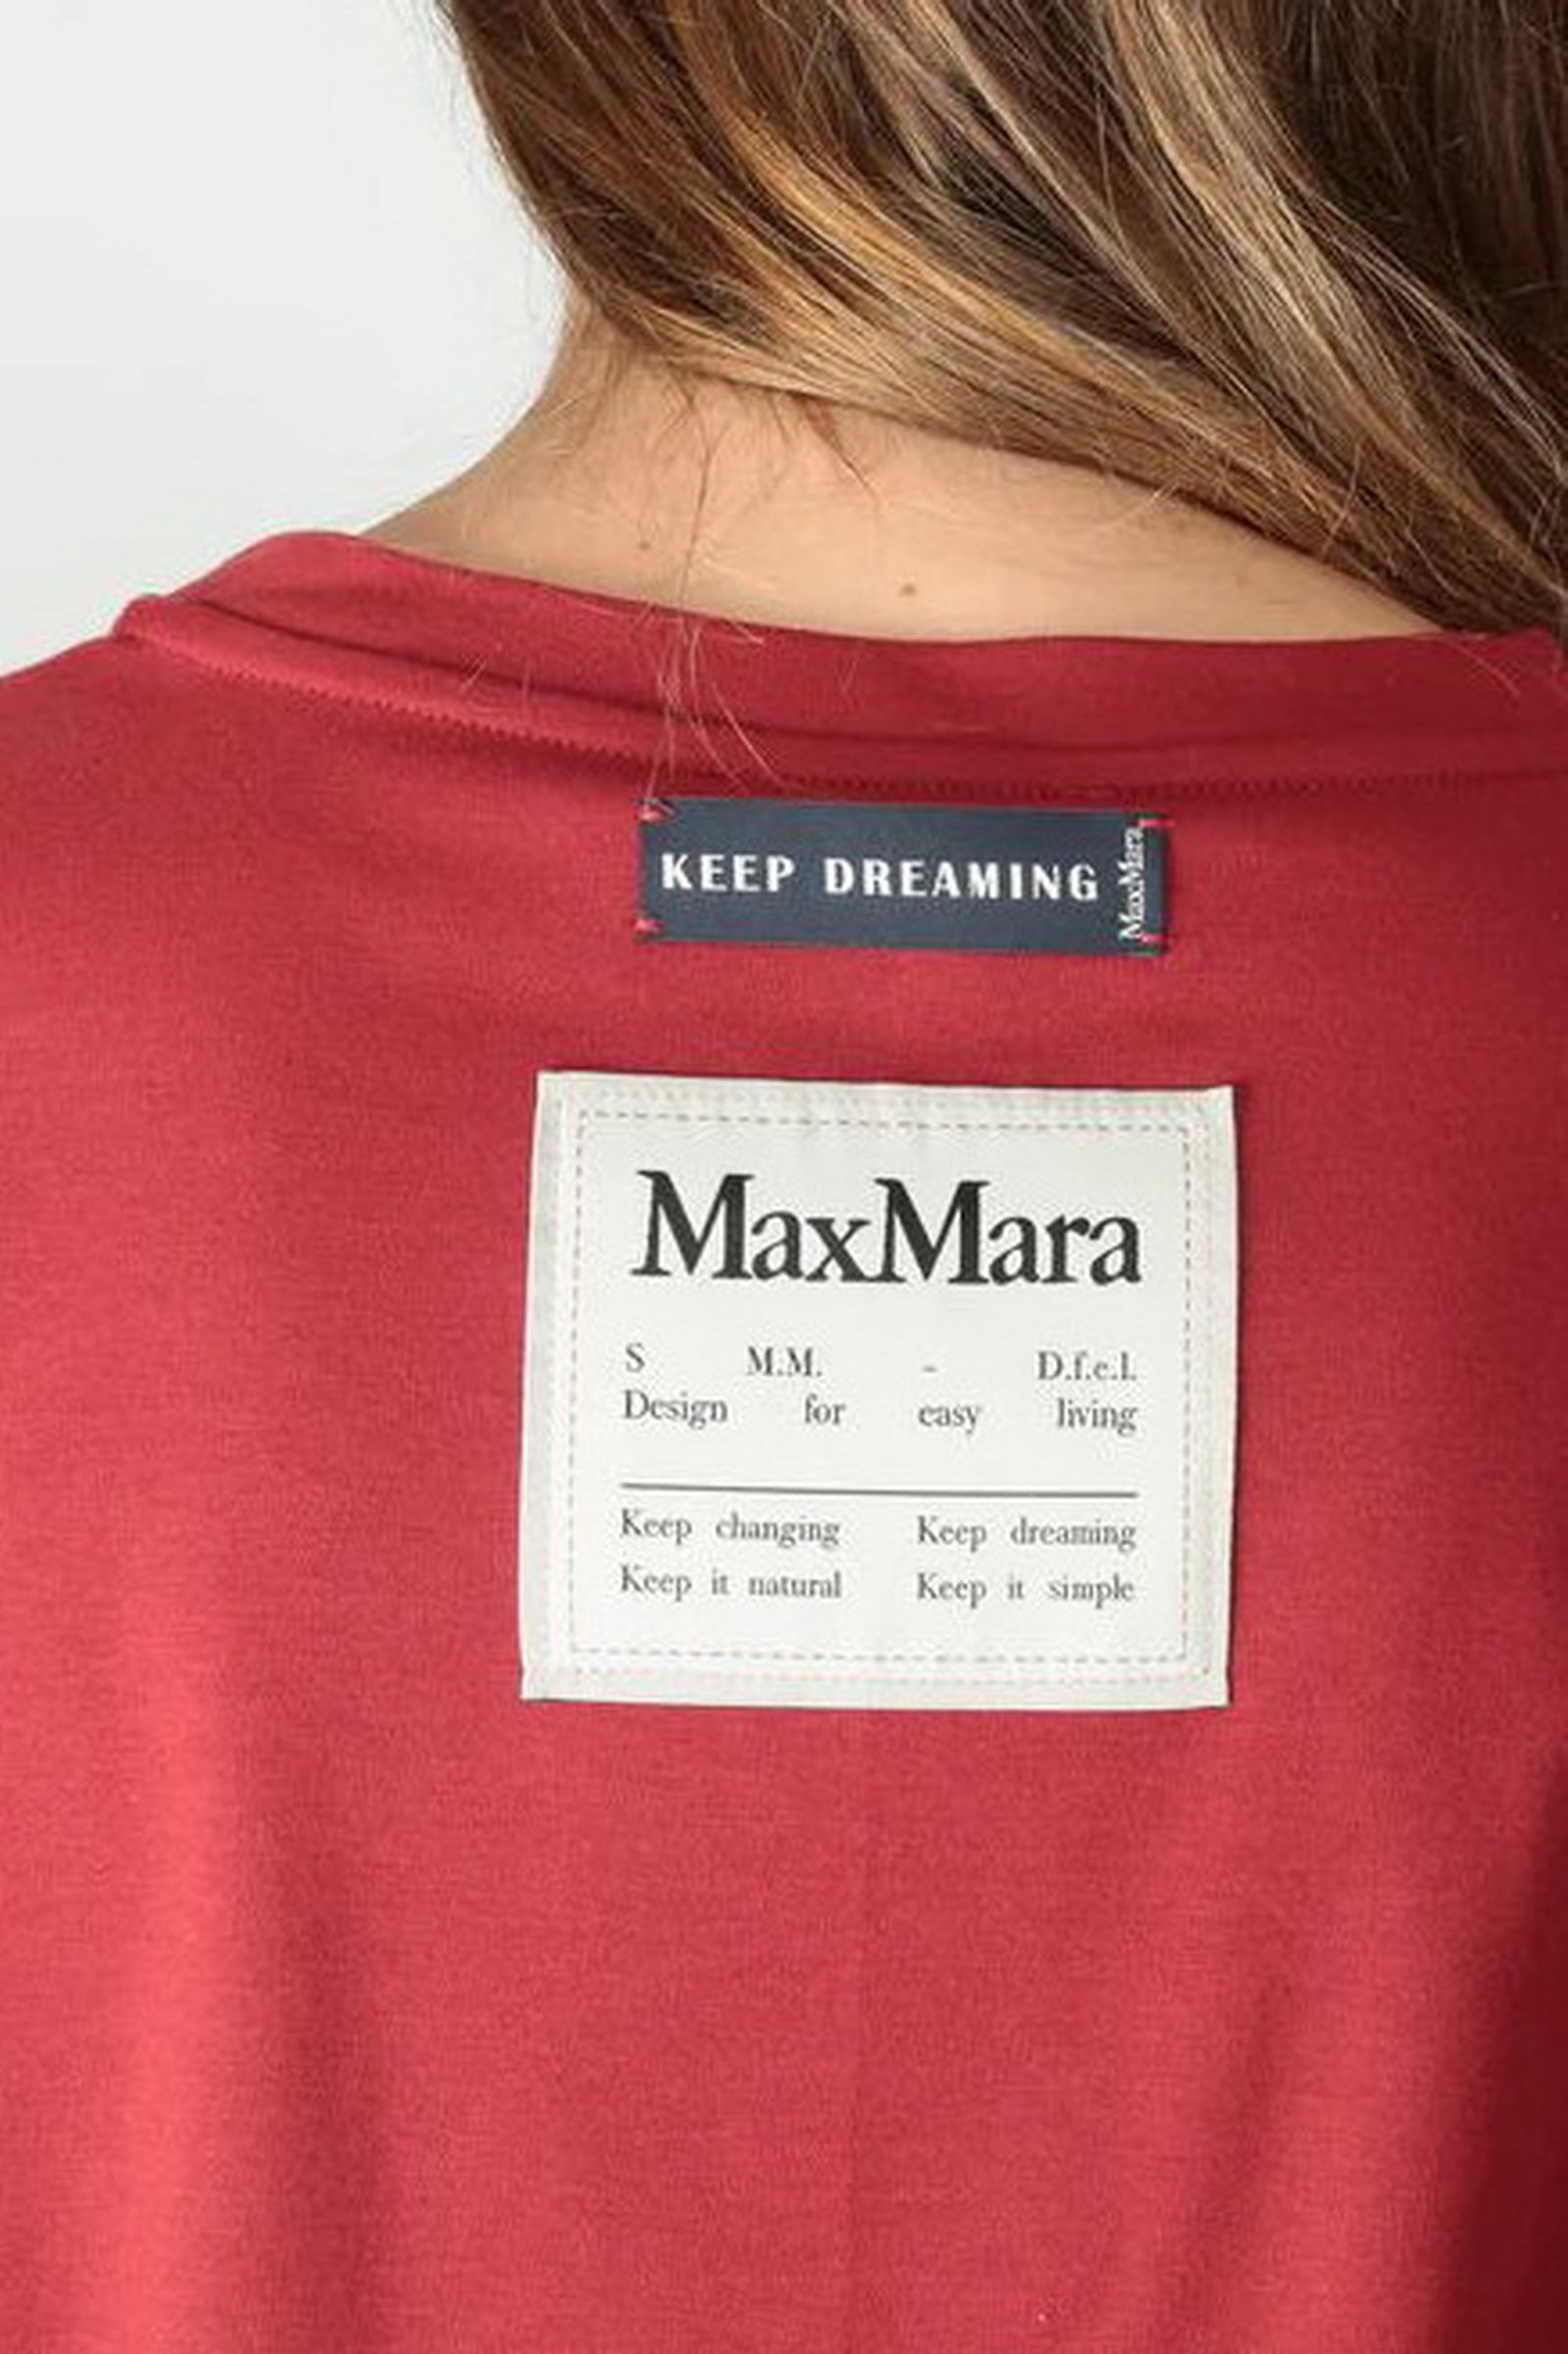 KEEP DREAMING
MaxMara
MaxMara
S M.M. - D.f.e.l.
Design for easy living
Keep changing Keep dreaming
Keep it natural Keep it simple